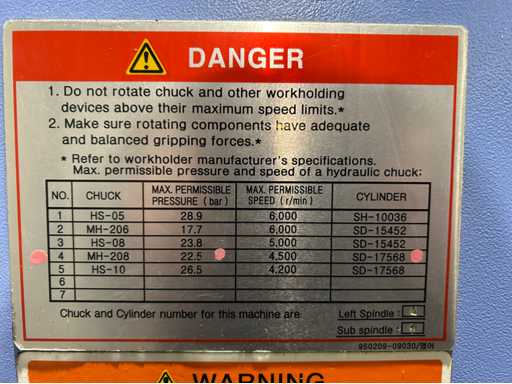 DANGER
1. Do not rotate chuck and other workholding
devices above their maximum speed limits.*
2. Make sure rotating components have adequate
and balanced gripping forces.*
* Refer to workholder manufacturer's specifications.
Max. permissible pressure and speed of a hydraulic chuck:
NO. CHUCK MAX. PERMISSIBLE PRESSURE (bar) MAX. PERMISSIBLE SPEED (r/min) CYLINDER
1 HS-05 28.9 6,000 SH-10036
2 MH-206 17.7 6,000 SD-15452
3 HS-08 23.8 5,000 SD-15452
4 MH-208 22.5 4,500 SD-17568
5 HS-10 26.5 4,200 SD-17568
6
7
Chuck and Cylinder number for this machine are
Left Spindle : 4
Sub spindle :
950209-09030/영어
WARNING